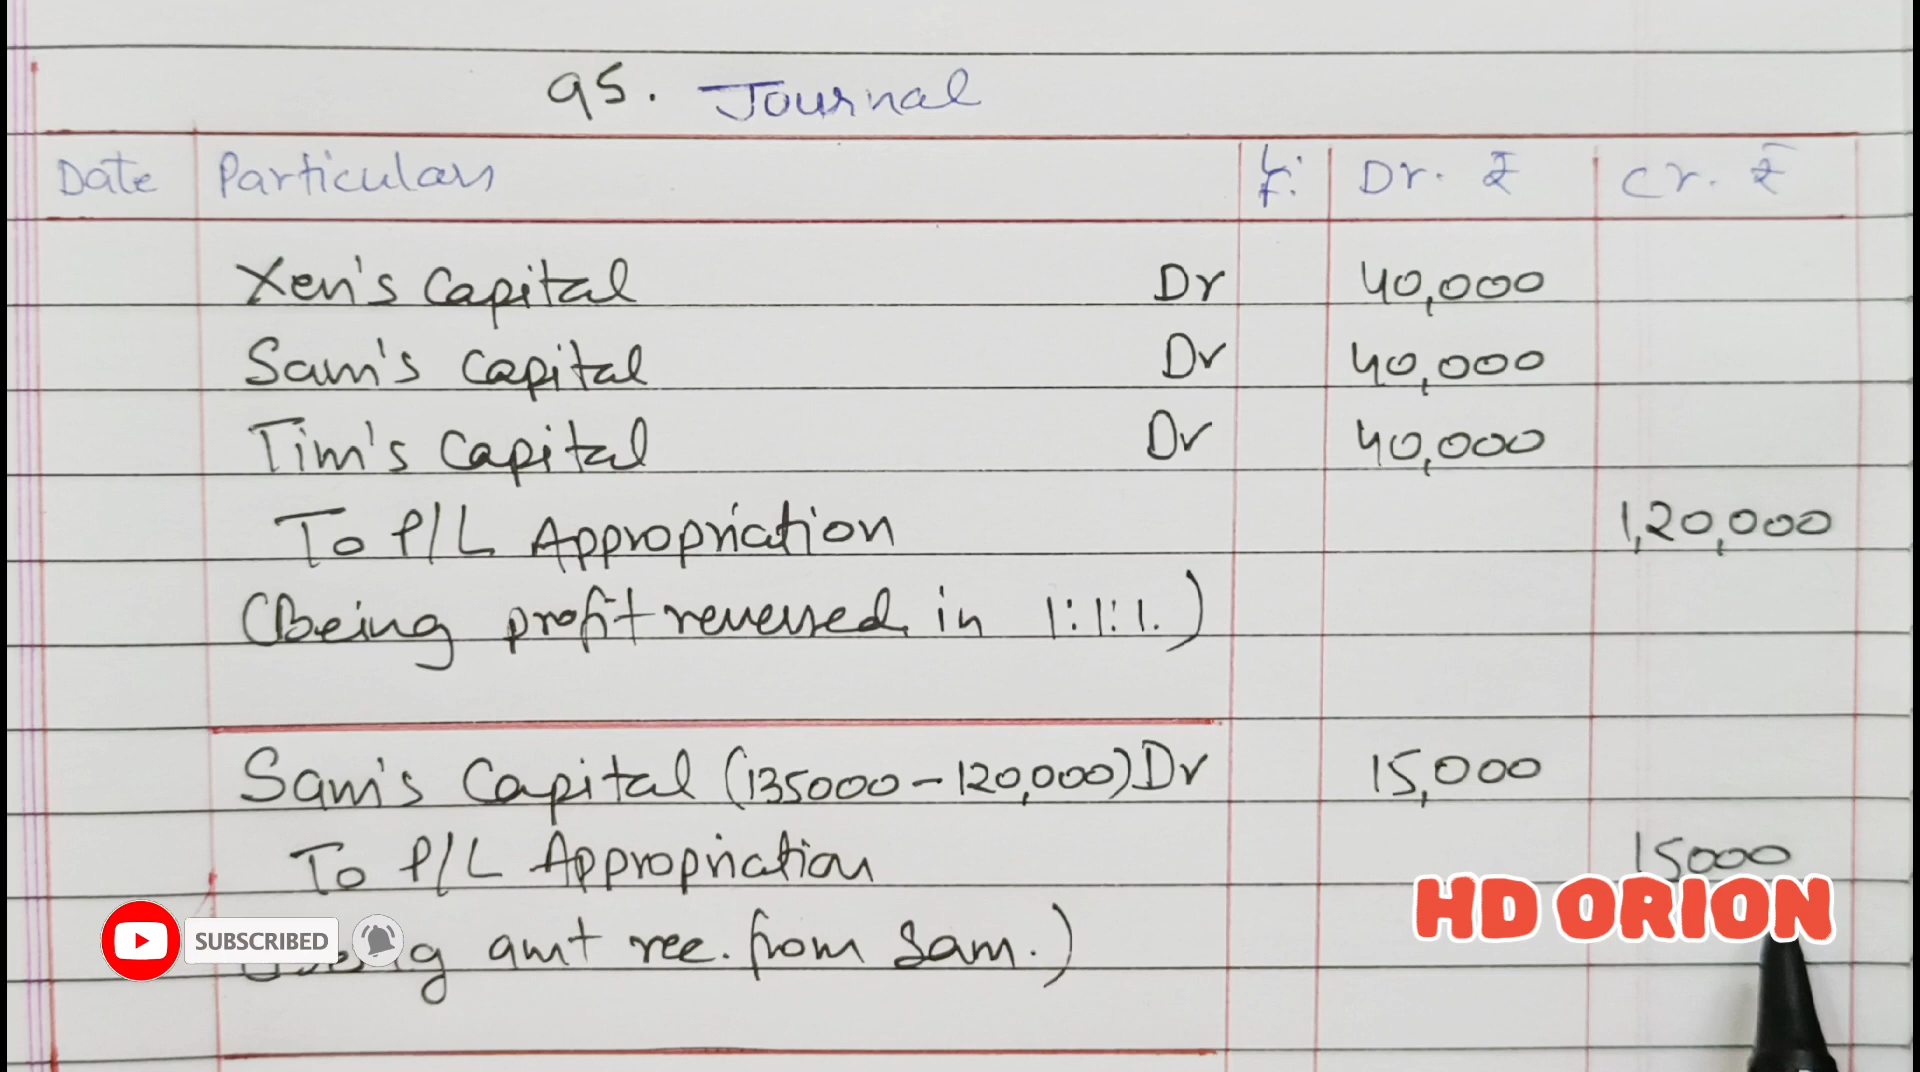 95. Journal
Date Particulars L.F. Dr. ₹ Cr. ₹
Xen's Capital Dr 40,000
Sam's Capital Dr 40,000
Tim's Capital Dr 40,000
To P/L Appropriation 1,20,000
(Being profit reversed in 1:1:1.)
Sam's Capital (135000-120,000) Dr 15,000
To P/L Appropriation 15000
HD ORION
SUBSCRIBED
amt rec. from Sam.)